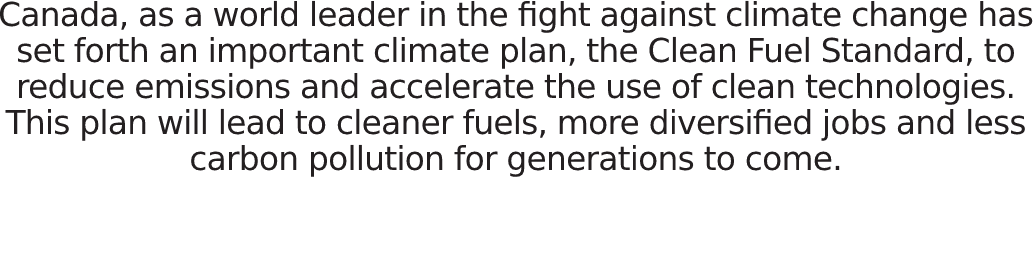 Canada, as a world leader in the fight against climate change has
set forth an important climate plan, the Clean Fuel Standard, to
reduce emissions and accelerate the use of clean technologies.
This plan will lead to cleaner fuels, more diversified jobs and less
carbon pollution for generations to come.